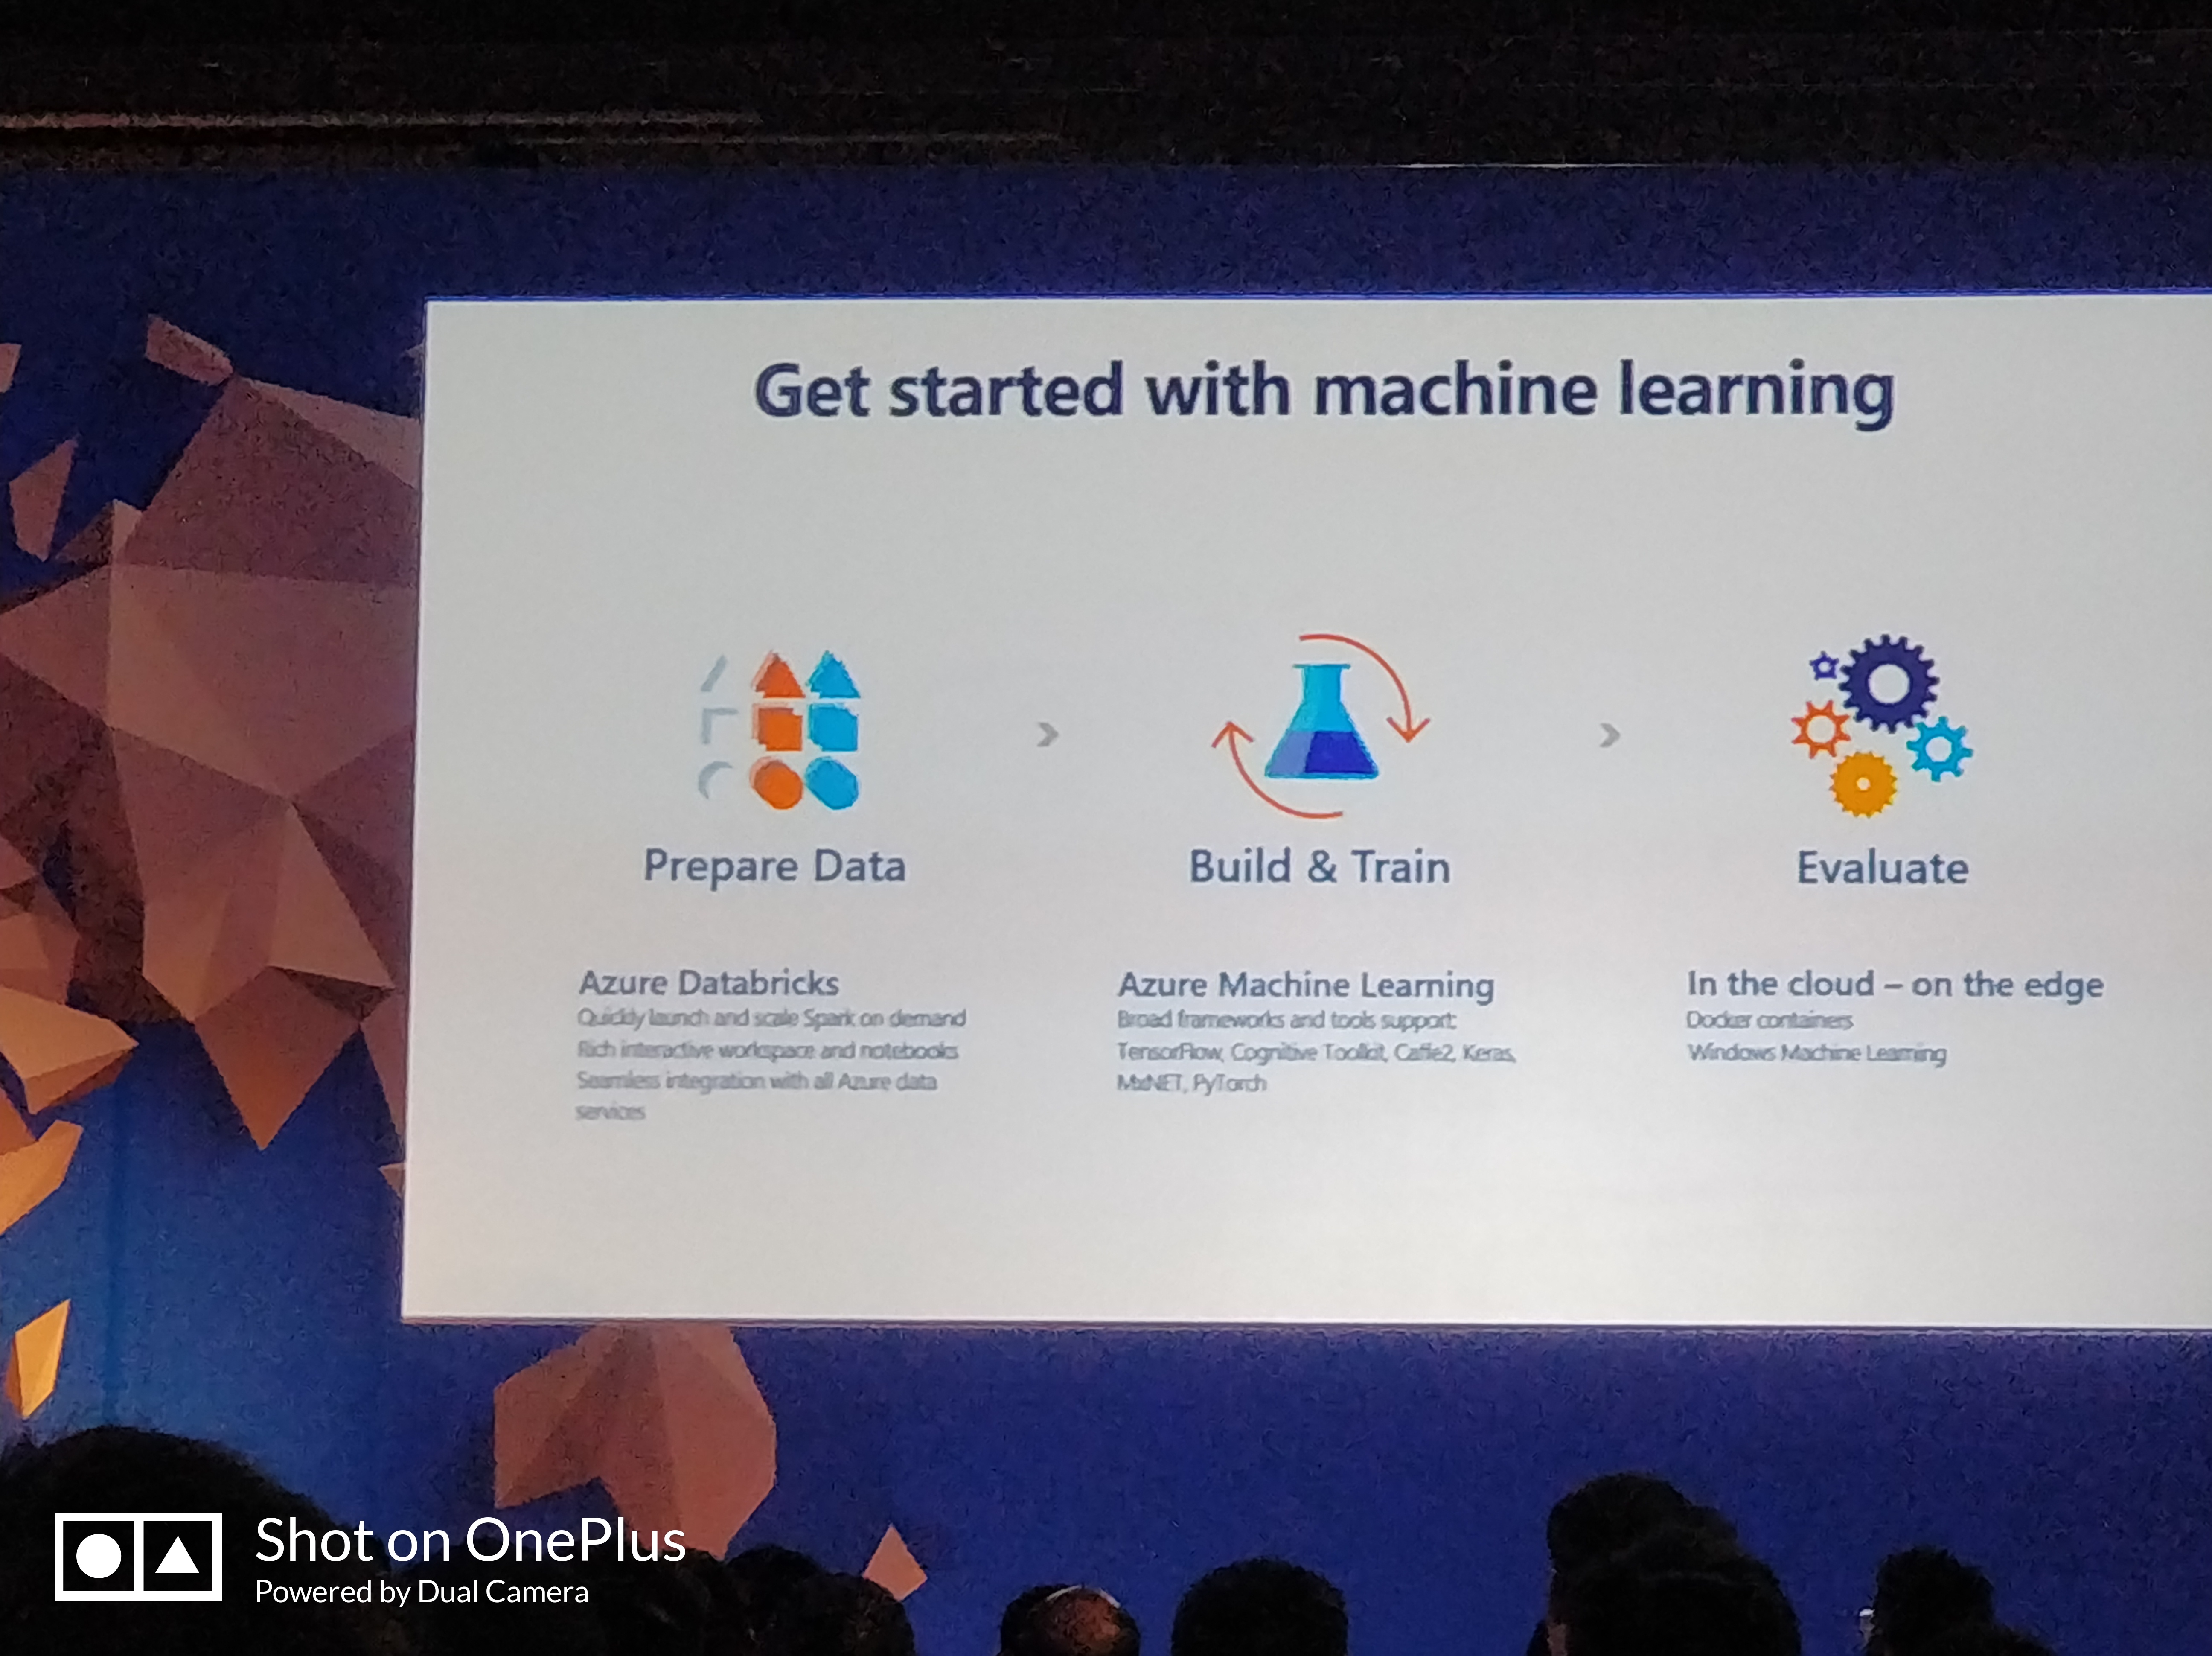 Get started with machine learning
Prepare Data
Build & Train
Evaluate
Azure Databricks
Quickly launch and scale Spark on demand
Rich interactive workspace and notebooks
Seamless integration with all Azure data
services
Azure Machine Learning
Broad frameworks and tools support:
TensorFlow, Cognitive Toolkit, Caffe2, Keras,
MxNET, PyTorch
In the cloud – on the edge
Docker containers
Windows Machine Learning
Shot on OnePlus
Powered by Dual Camera